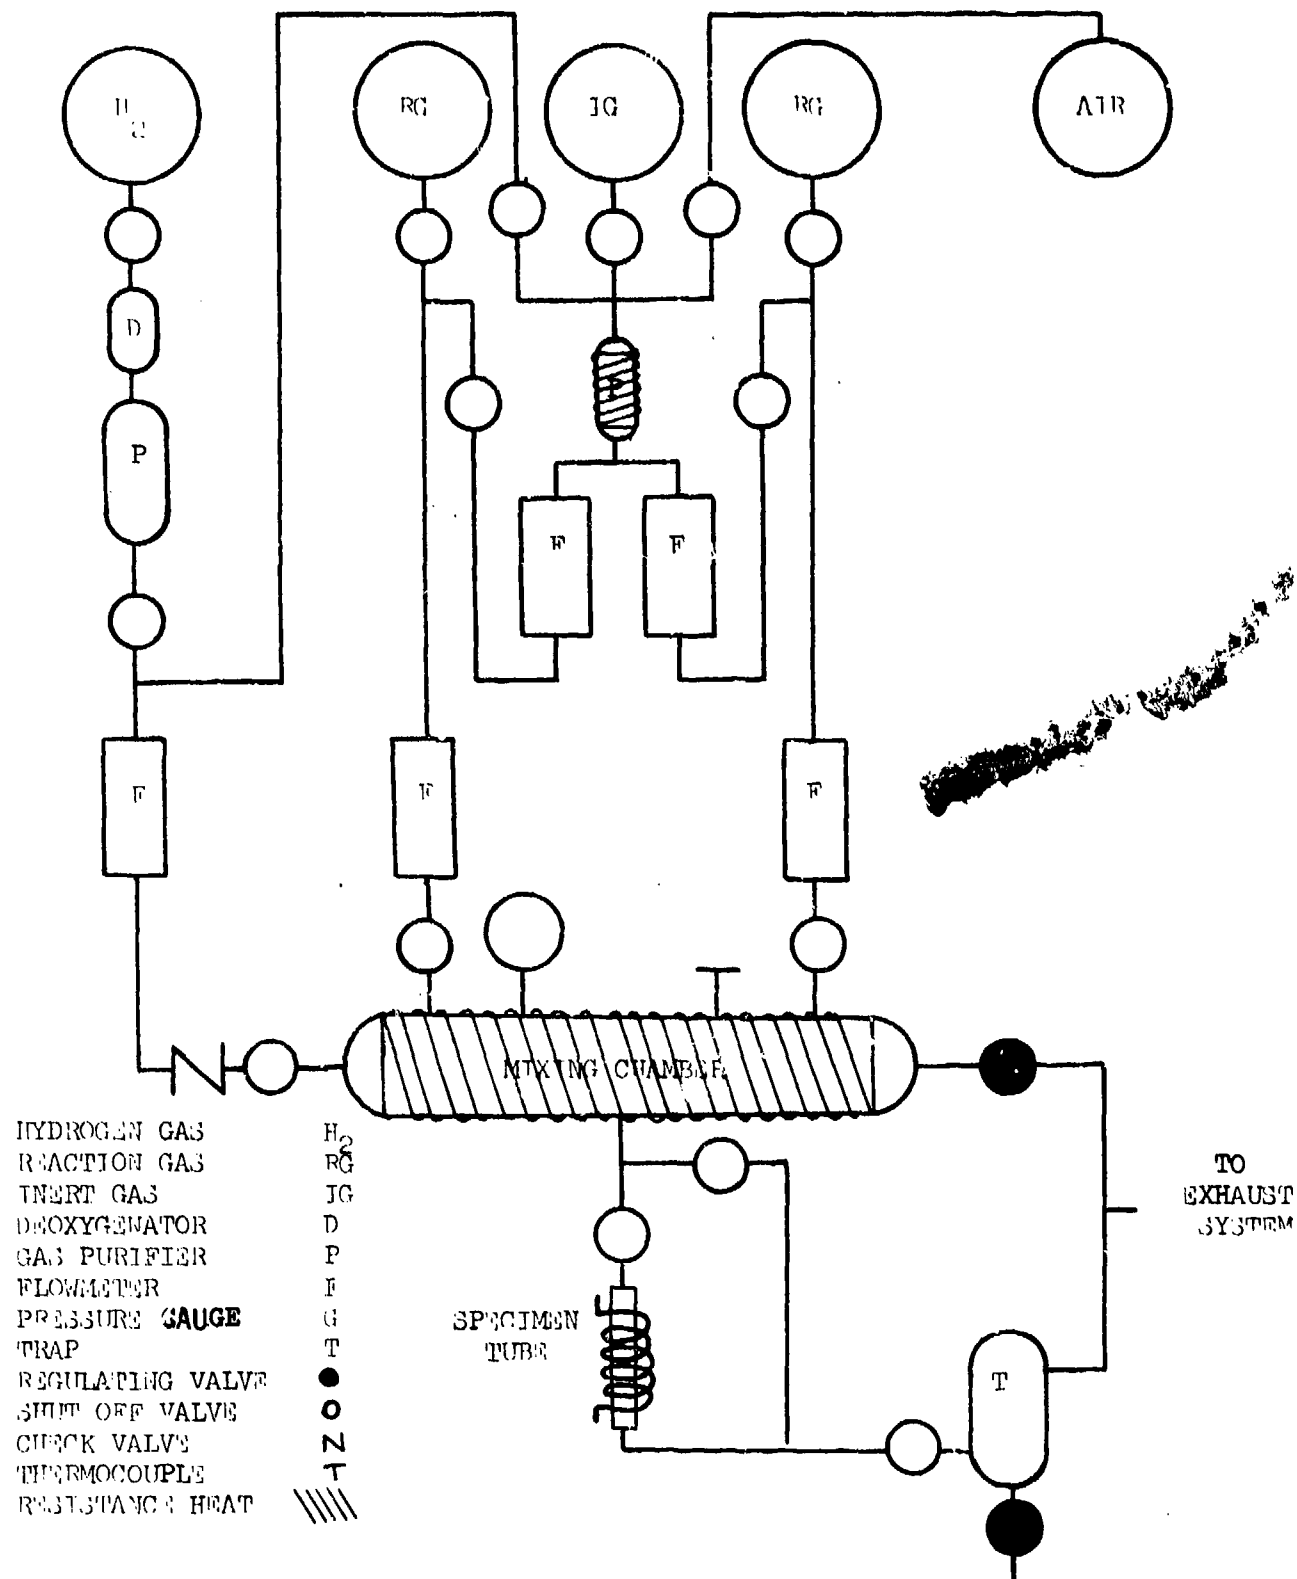 H2
RG
IG
RG
AIR
D
P
P
F
F
F
F
F
MIXING CHAMBER
HYDROGEN GAS H2
REACTION GAS RG
INERT GAS IG
DEOXYGENATOR D
GAS PURIFIER P
FLOWMETER F
PRESSURE GAUGE G
TRAP T
REGULATING VALVE
SHUT OFF VALVE
CHECK VALVE
THERMOCOUPLE
RESISTANCE HEAT
SPECIMEN
TUBE
TO
EXHAUST
SYSTEM
T